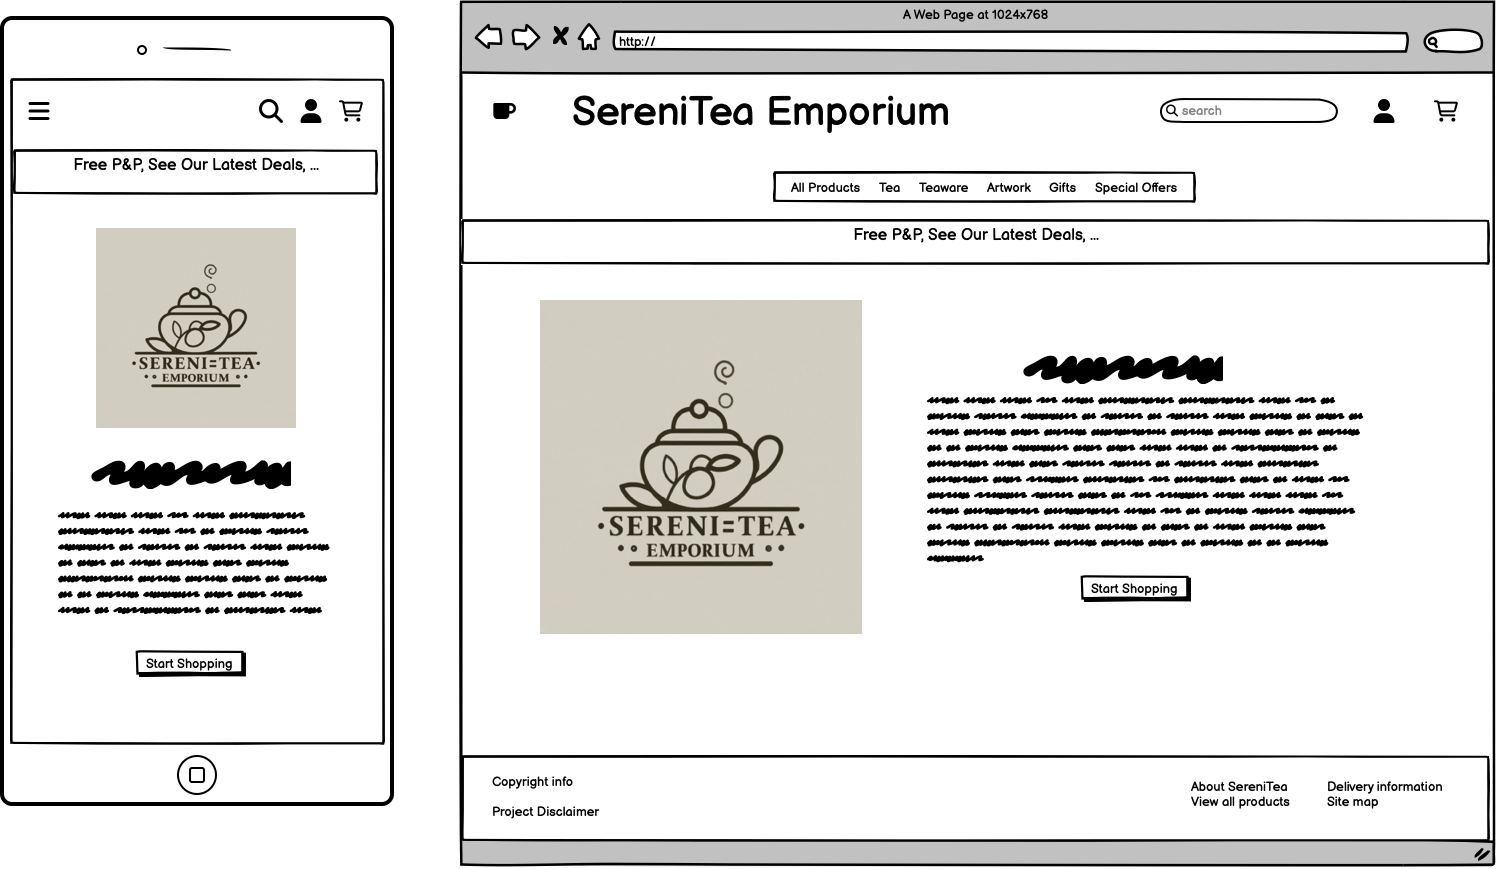 Free P&P, See Our Latest Deals, ...
·SERENI=TEA·
·· EMPORIUM ··
Start Shopping
A Web Page at 1024x768
http://
SereniTea Emporium
search
All Products Tea Teaware Artwork Gifts Special Offers
Free P&P, See Our Latest Deals, ...
·SERENI=TEA·
·· EMPORIUM ··
Start Shopping
Copyright info
Project Disclaimer
About SereniTea
View all products
Delivery information
Site map